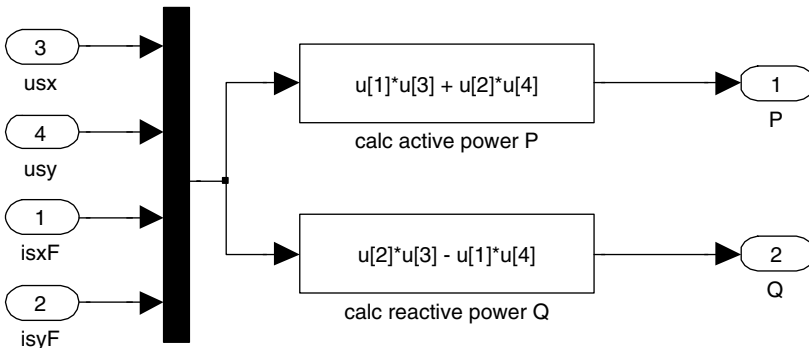 3
usx
4
usy
1
isxF
2
isyF
u[1]*u[3] + u[2]*u[4]
calc active power P
u[2]*u[3] - u[1]*u[4]
calc reactive power Q
1
P
2
Q